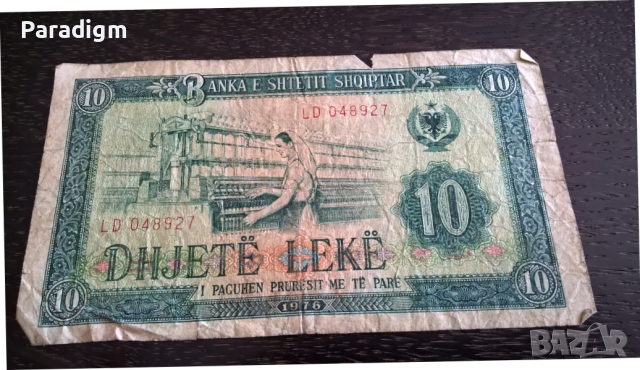 Paradigm
10 BANKA E SHTETIT SHQIPTAR 10
LD 048927
LD 048927
10
DHJETË LEKË
I PAGUHEN PRURESIT ME TË PARË
10 1976 10
BAZAR